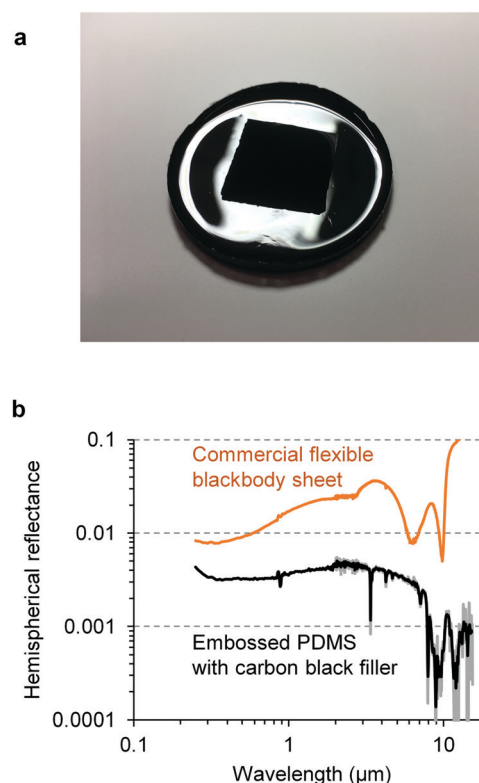 a
b
Hemispherical reflectance
0.1
0.01
0.001
0.0001
Commercial flexible
blackbody sheet
Embossed PDMS
with carbon black filler
0.1
1
10
Wavelength (µm)